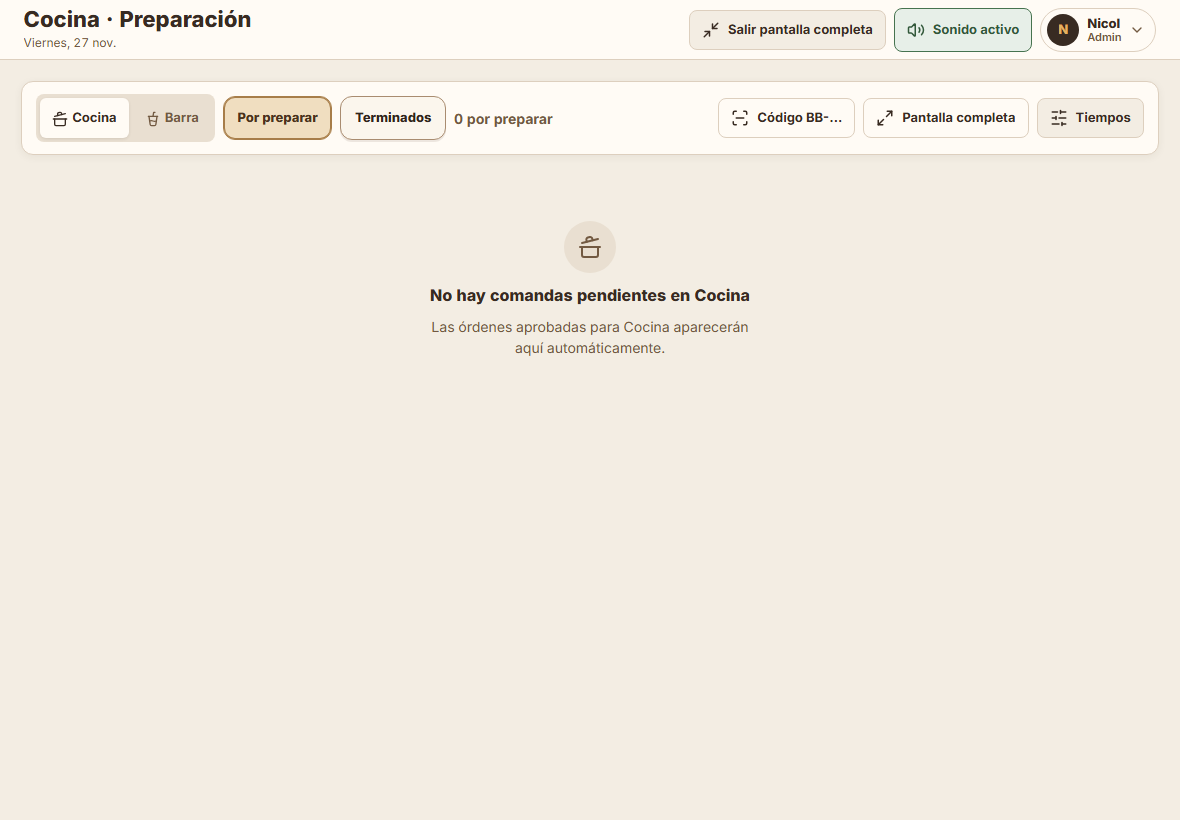 Cocina · Preparación
Viernes, 27 nov.
Salir pantalla completa
Sonido activo
N
Nicol
Admin
Cocina
Barra
Por preparar
Terminados
0 por preparar
Código BB-...
Pantalla completa
Tiempos
No hay comandas pendientes en Cocina
Las órdenes aprobadas para Cocina aparecerán
aquí automáticamente.